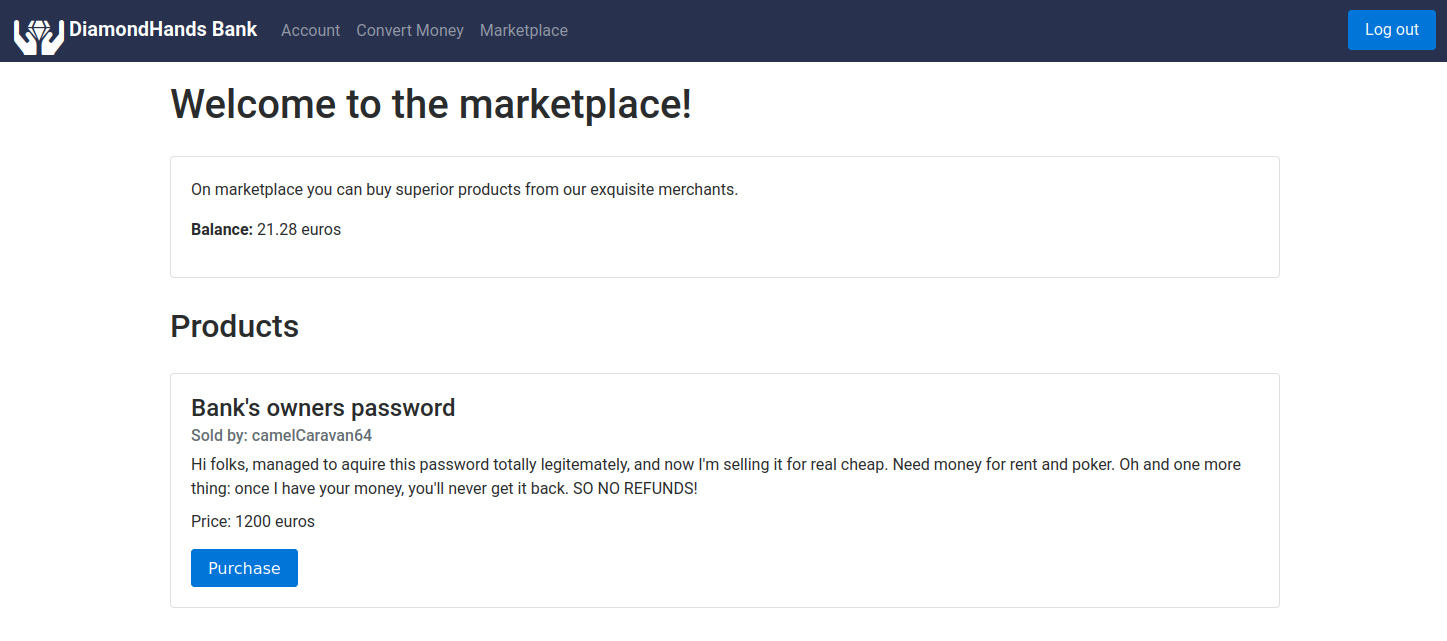 DiamondHands Bank Account Convert Money Marketplace Log out
Welcome to the marketplace!
On marketplace you can buy superior products from our exquisite merchants.
Balance: 21.28 euros
Products
Bank's owners password
Sold by: camelCaravan64
Hi folks, managed to aquire this password totally legitemately, and now I'm selling it for real cheap. Need money for rent and poker. Oh and one more
thing: once I have your money, you'll never get it back. SO NO REFUNDS!
Price: 1200 euros
Purchase